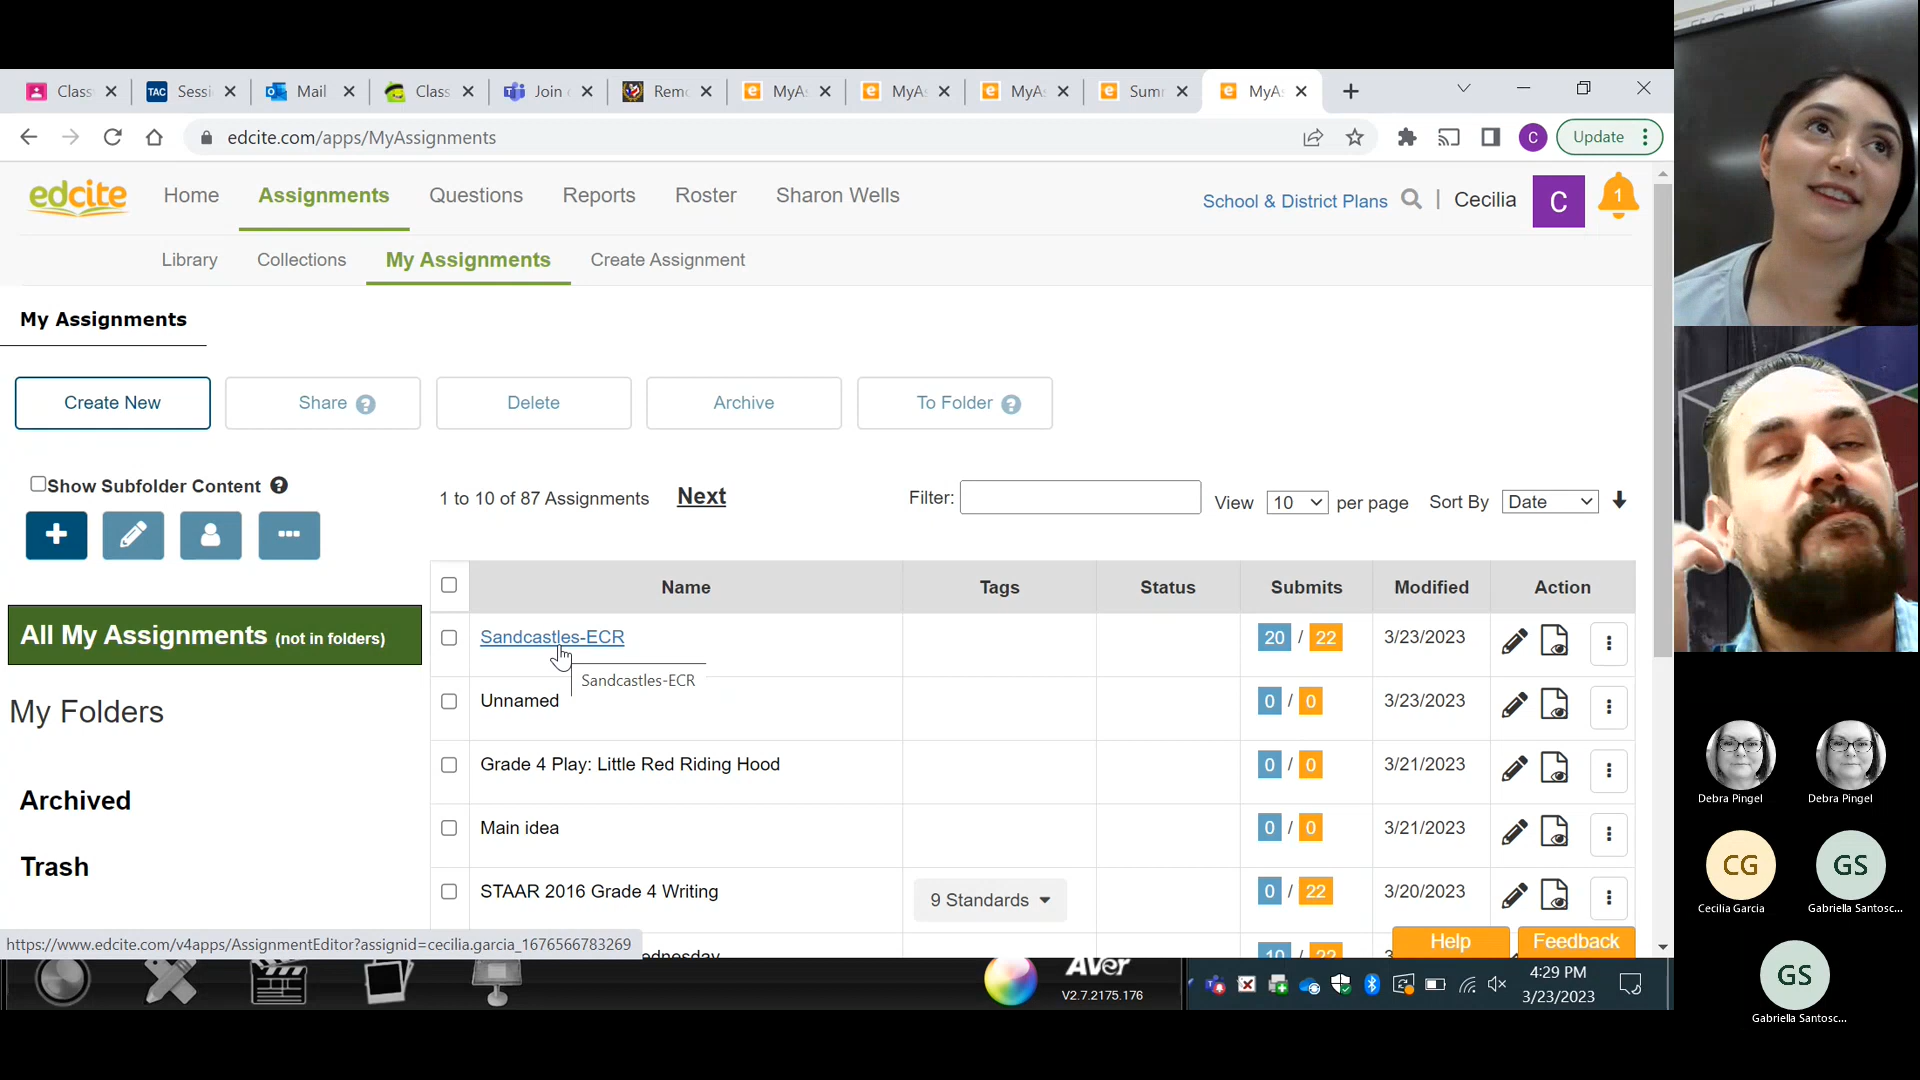 Class
Sessi
Mail
Class
Join
Rem
MyAs
MyAs
MyAs
Sum
MyAs
edcite.com/apps/MyAssignments
C
Update
edcite
Home
Assignments
Questions
Reports
Roster
Sharon Wells
School & District Plans
|
Cecilia
C
1
Library
Collections
My Assignments
Create Assignment
My Assignments
Create New
Share ?
Delete
Archive
To Folder ?
Show Subfolder Content ?
1 to 10 of 87 Assignments
Next
Filter:
View 10 per page
Sort By Date
All My Assignments (not in folders)
My Folders
Archived
Trash
Name Tags Status Submits Modified Action
Sandcastles-ECR 20 / 22 3/23/2023
Sandcastles-ECR
Unnamed 0 / 0 3/23/2023
Grade 4 Play: Little Red Riding Hood 0 / 0 3/21/2023
Main idea 0 / 0 3/21/2023
STAAR 2016 Grade 4 Writing 9 Standards 0 / 22 3/20/2023
ednesday 10 / 22
Help
Feedback
https://www.edcite.com/v4apps/AssignmentEditor?assignid=cecilia.garcia_1676566783269
AVer
V2.7.2175.176
4:29 PM
3/23/2023
Debra Pingel
Debra Pingel
CG
Cecilia Garcia
GS
Gabriella Santosc...
GS
Gabriella Santosc...